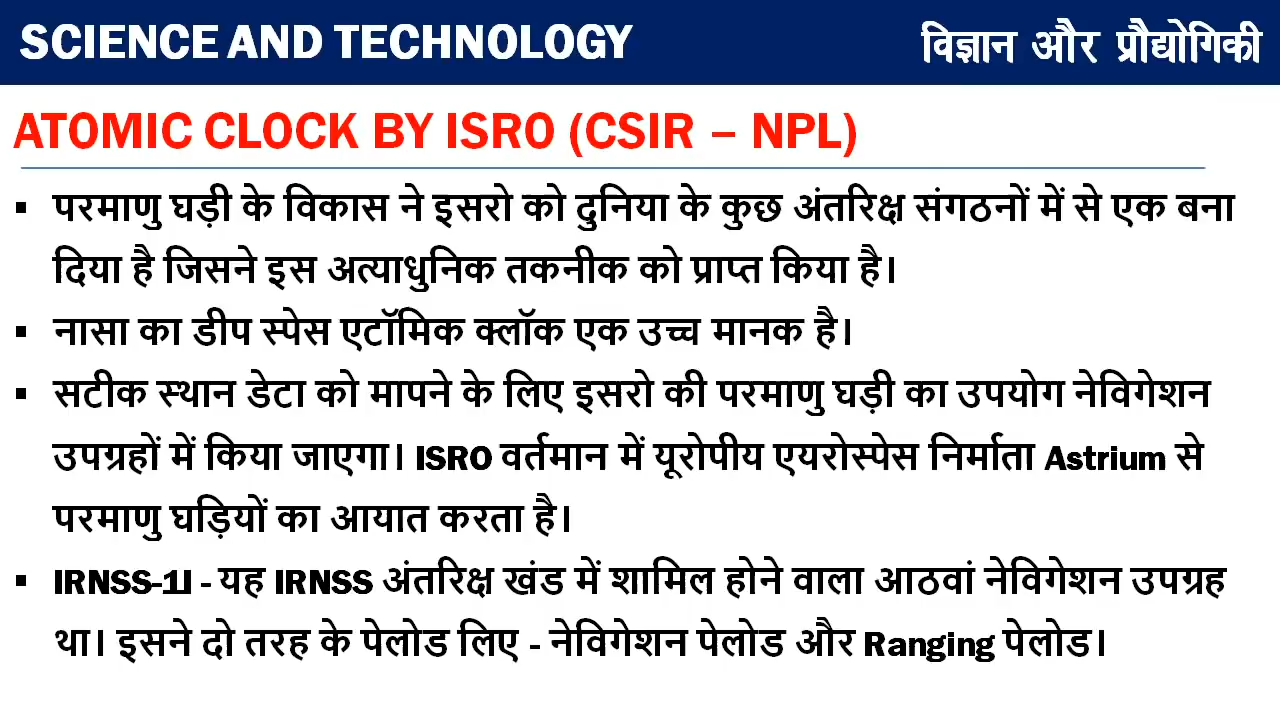 SCIENCE AND TECHNOLOGY
विज्ञान और प्रौद्योगिकी
ATOMIC CLOCK BY ISRO (CSIR – NPL)
▪ परमाणु घड़ी के विकास ने इसरो को दुनिया के कुछ अंतरिक्ष संगठनों में से एक बना
दिया है जिसने इस अत्याधुनिक तकनीक को प्राप्त किया है।
▪ नासा का डीप स्पेस एटॉमिक क्लॉक एक उच्च मानक है।
▪ सटीक स्थान डेटा को मापने के लिए इसरो की परमाणु घड़ी का उपयोग नेविगेशन
उपग्रहों में किया जाएगा। ISRO वर्तमान में यूरोपीय एयरोस्पेस निर्माता Astrium से
परमाणु घड़ियों का आयात करता है।
▪ IRNSS-1I - यह IRNSS अंतरिक्ष खंड में शामिल होने वाला आठवां नेविगेशन उपग्रह
था। इसने दो तरह के पेलोड लिए - नेविगेशन पेलोड और Ranging पेलोड।